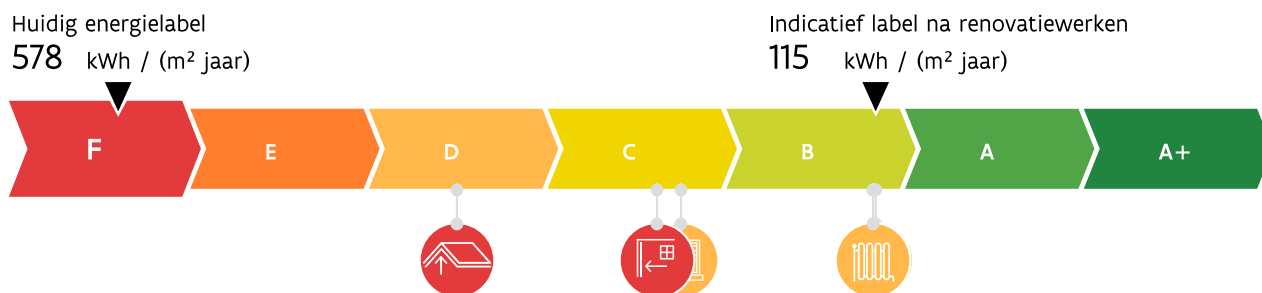 Huidig energielabel
578 kWh / (m² jaar)
Indicatief label na renovatiewerken
115 kWh / (m² jaar)
F E D C B A A+